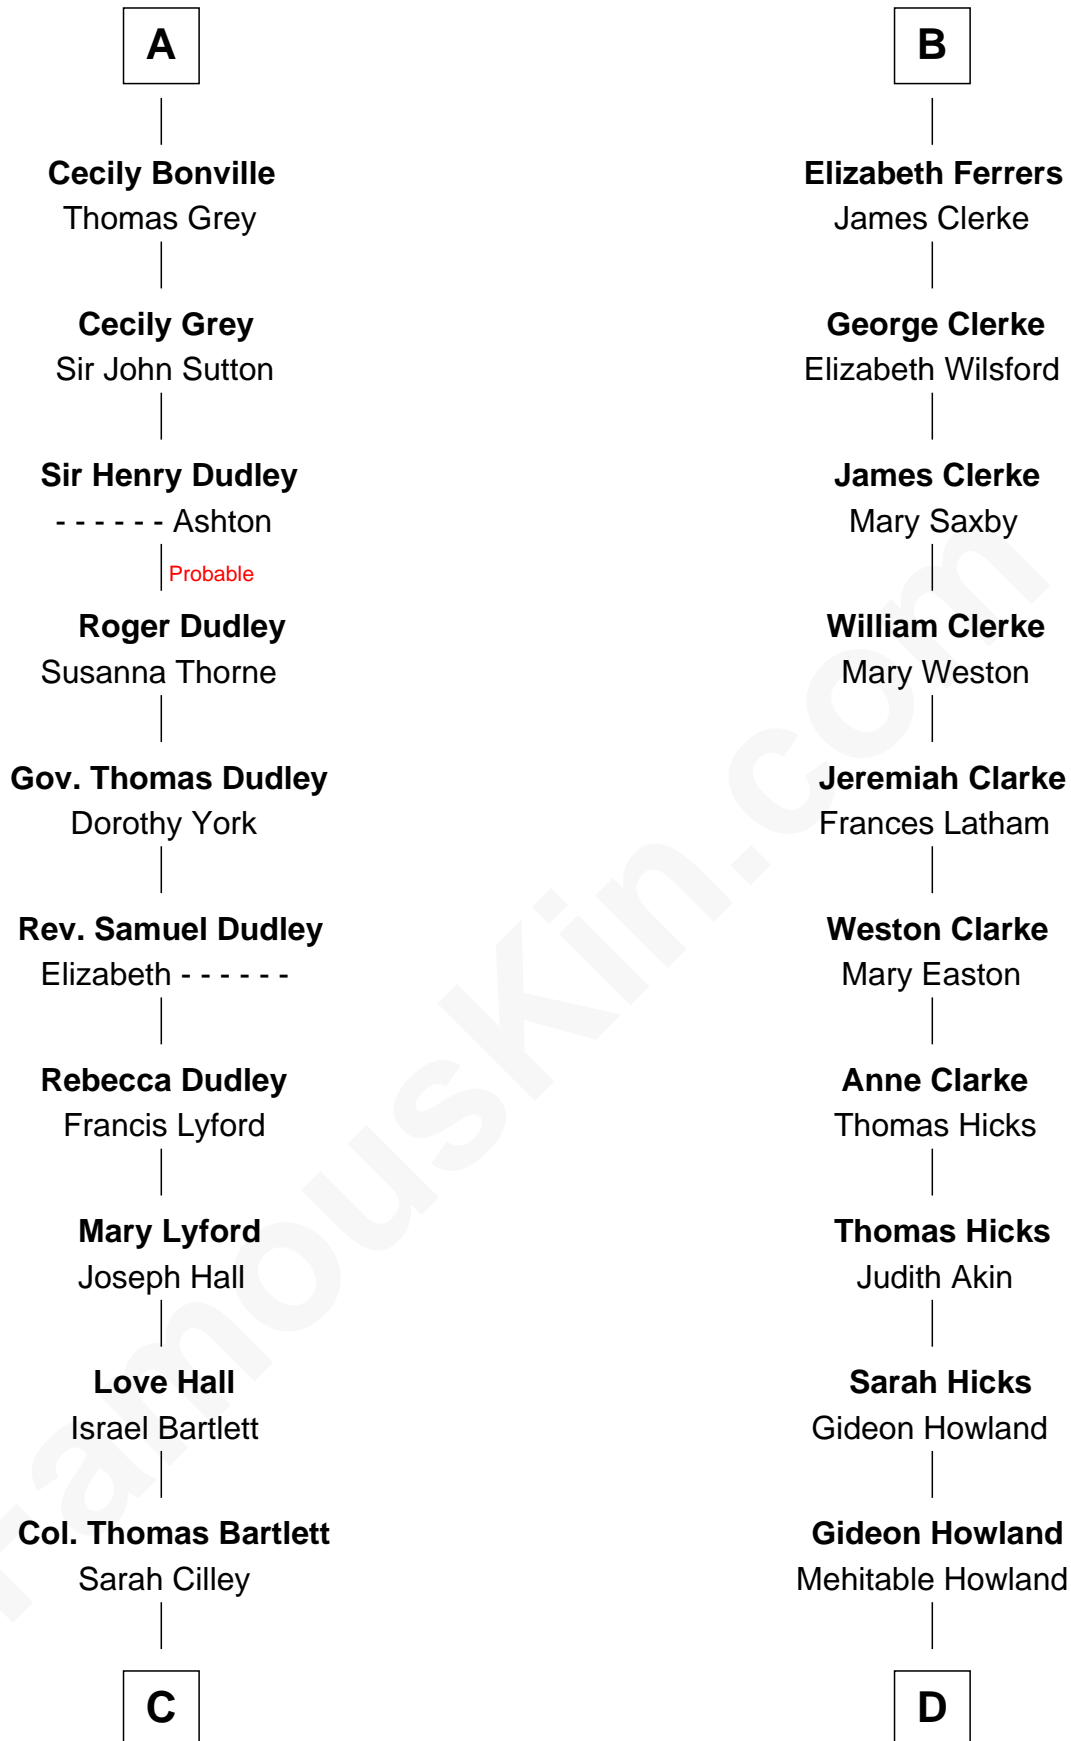 A
Cecily Bonville
Thomas Grey
Cecily Grey
Sir John Sutton
Sir Henry Dudley
- - - - - - Ashton
Probable
Roger Dudley
Susanna Thorne
Gov. Thomas Dudley
Dorothy York
Rev. Samuel Dudley
Elizabeth - - - - - -
Rebecca Dudley
Francis Lyford
Mary Lyford
Joseph Hall
Love Hall
Israel Bartlett
Col. Thomas Bartlett
Sarah Cilley
C
B
Elizabeth Ferrers
James Clerke
George Clerke
Elizabeth Wilsford
James Clerke
Mary Saxby
William Clerke
Mary Weston
Jeremiah Clarke
Frances Latham
Weston Clarke
Mary Easton
Anne Clarke
Thomas Hicks
Thomas Hicks
Judith Akin
Sarah Hicks
Gideon Howland
Gideon Howland
Mehitable Howland
D
FamousKin.com